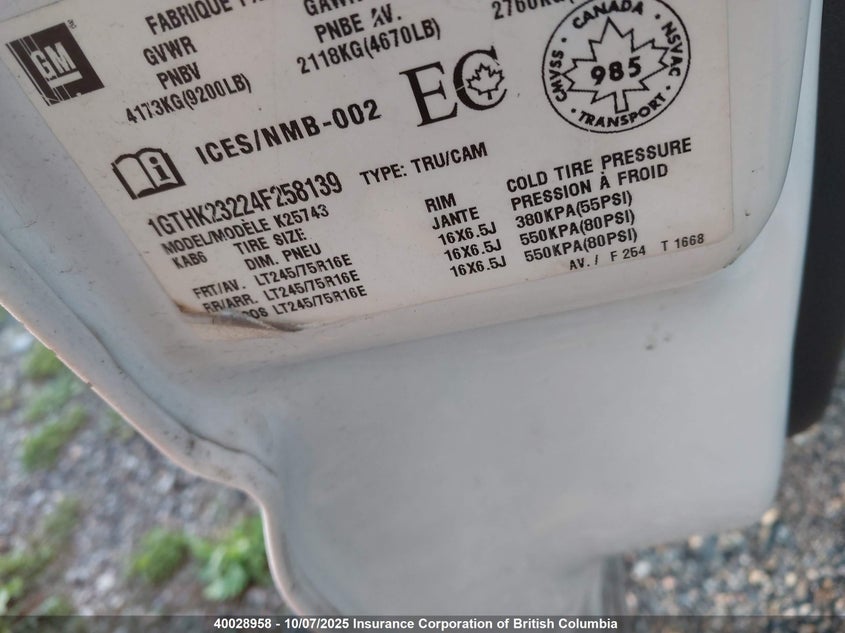 GM
FABRIQUE
GVWR
PNBE AV.
PNBV
2118KG(4670LB)
4173KG(9200LB)
ICES/NMB-002
EC
CANADA
CMVSS
985
NSVAC
TRANSPORT
1GTHK23224F258139
TYPE: TRU/CAM
MODEL/MODÈLE K25743
KAB6 TIRE SIZE RIM COLD TIRE PRESSURE
DIM. PNEU JANTE PRESSION À FROID
FRT/AV. LT245/75R16E 16X6.5J 380KPA(55PSI)
RR/ARR. LT245/75R16E 16X6.5J 550KPA(80PSI)
LT245/75R16E 16X6.5J 550KPA(80PSI)
AV. / F 254 T 1668
40028958 - 10/07/2025 Insurance Corporation of British Columbia